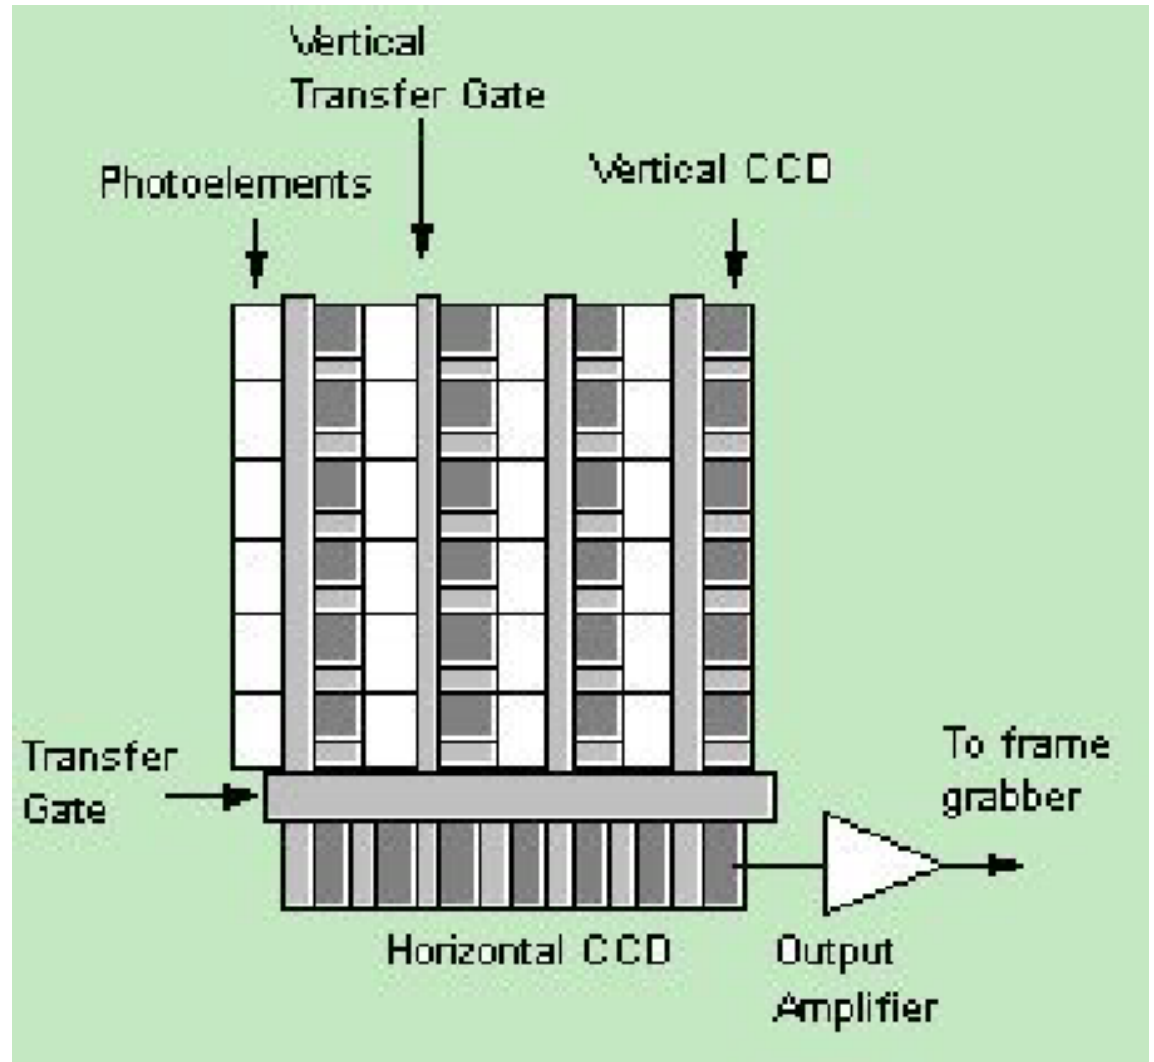 Vertical
Transfer Gate
Photoelements
Vertical CCD
Transfer
Gate
To frame
grabber
Horizontal CCD
Output
Amplifier